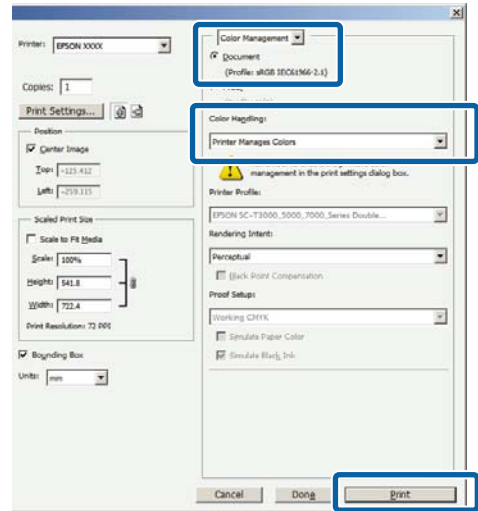 Printer: EPSON XXXX
Copies: 1
Print Settings...
Position
Center Image
Top: -125.412
Left: -259.115
Scaled Print Size
Scale to Fit Media
Scale: 100%
Height: 541.8
Width: 722.4
Print Resolution: 72 PPI
Bounding Box
Units: mm
Color Management
Document
(Profile: sRGB IEC61966-2.1)
Color Handling:
Printer Manages Colors
management in the print settings dialog box.
Printer Profile:
EPSON SC-T3000_5000_7000_Series Double...
Rendering Intent:
Perceptual
Black Point Compensation
Proof Setup:
Working CMYK
Simulate Paper Color
Simulate Black Ink
Cancel
Done
Print